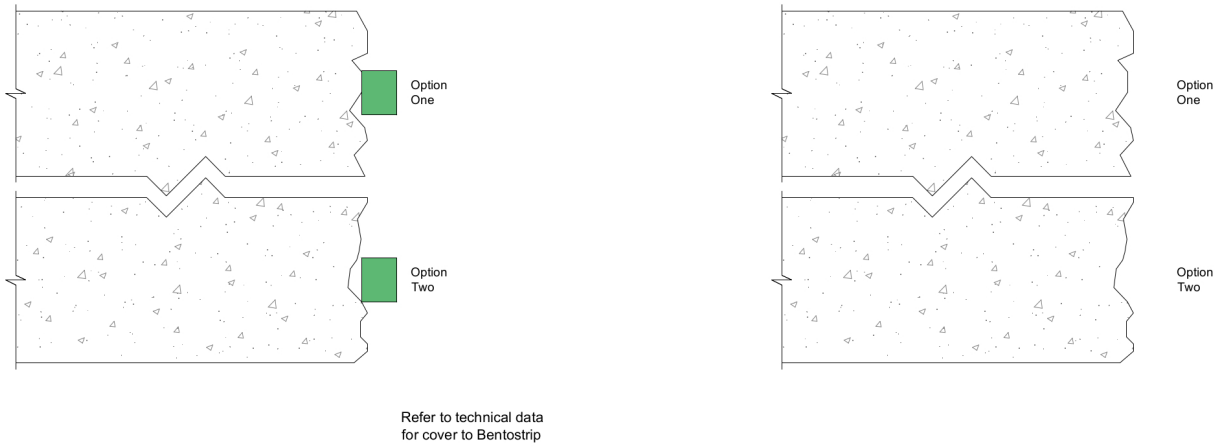 Option
One
Option
One
Option
Two
Option
Two
Refer to technical data
for cover to Bentostrip